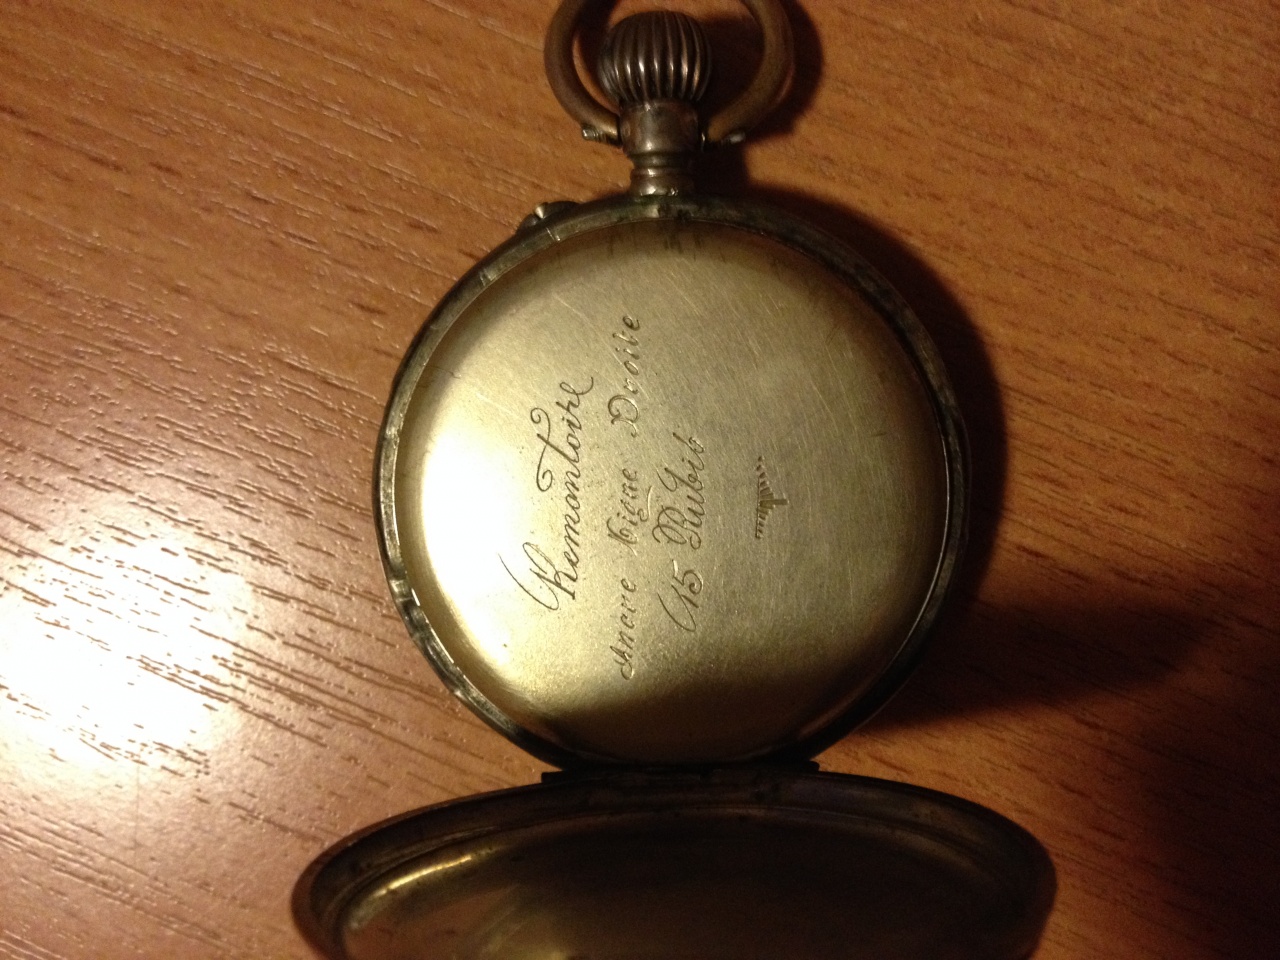 Remontoire
Ancre Ligne Droite
15 Rubis